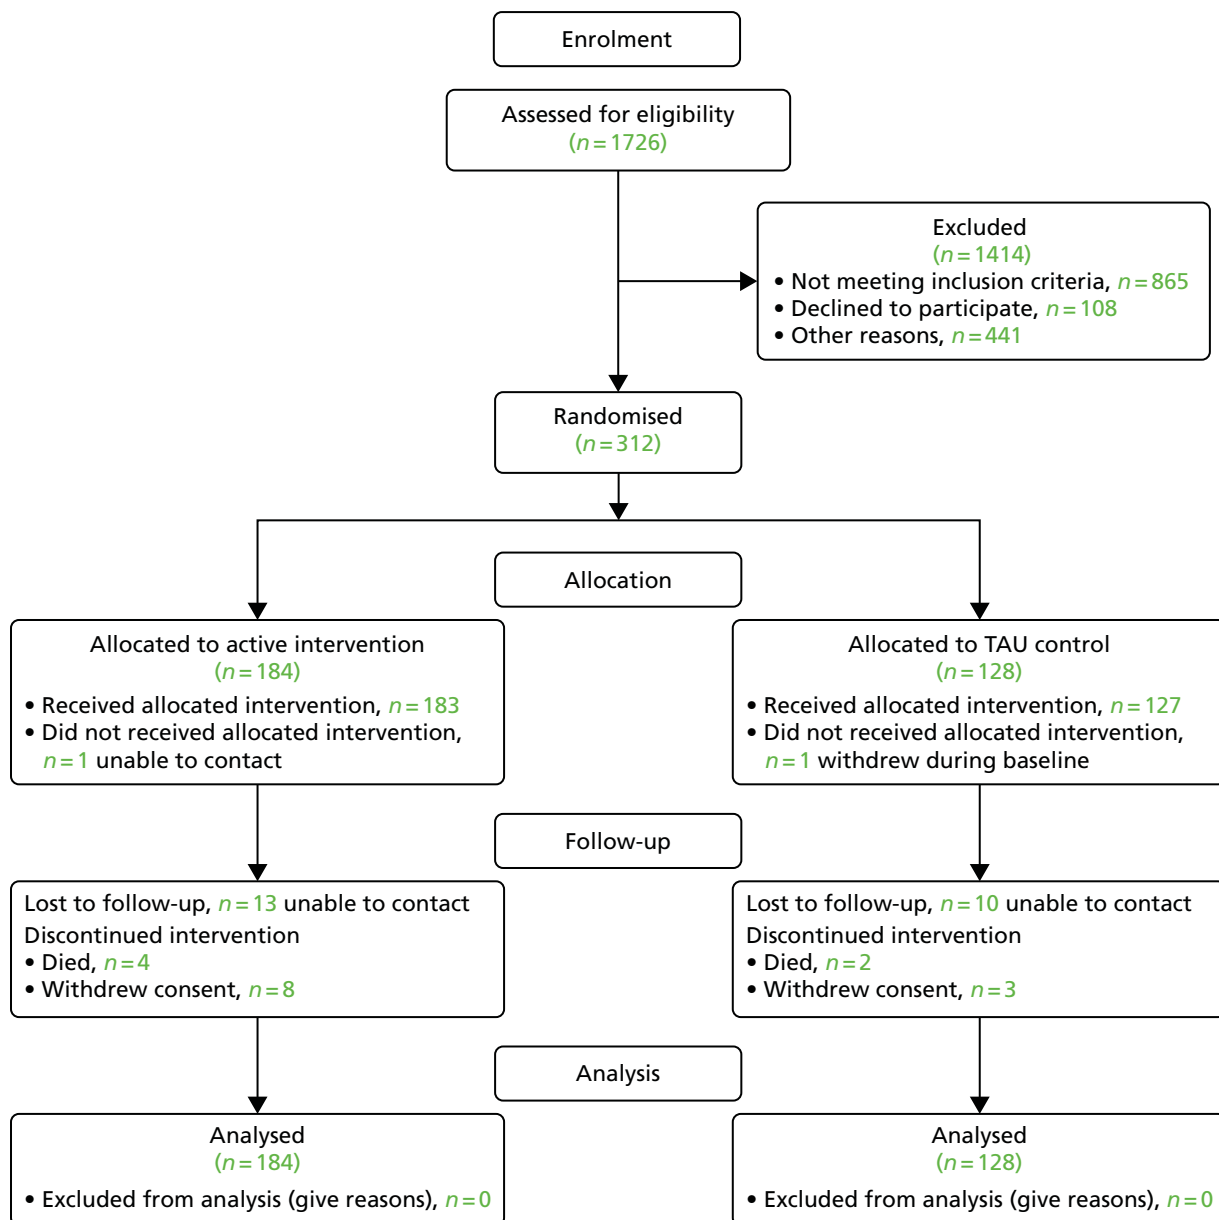 Enrolment
Assessed for eligibility
(n=1726)
Excluded
(n=1414)
• Not meeting inclusion criteria, n=865
• Declined to participate, n=108
• Other reasons, n=441
Randomised
(n=312)
Allocation
Allocated to active intervention
(n=184)
• Received allocated intervention, n=183
• Did not received allocated intervention,
n=1 unable to contact
Allocated to TAU control
(n=128)
• Received allocated intervention, n=127
• Did not received allocated intervention,
n=1 withdrew during baseline
Follow-up
Lost to follow-up, n=13 unable to contact
Discontinued intervention
• Died, n=4
• Withdrew consent, n=8
Lost to follow-up, n=10 unable to contact
Discontinued intervention
• Died, n=2
• Withdrew consent, n=3
Analysis
Analysed
(n=184)
• Excluded from analysis (give reasons), n=0
Analysed
(n=128)
• Excluded from analysis (give reasons), n=0